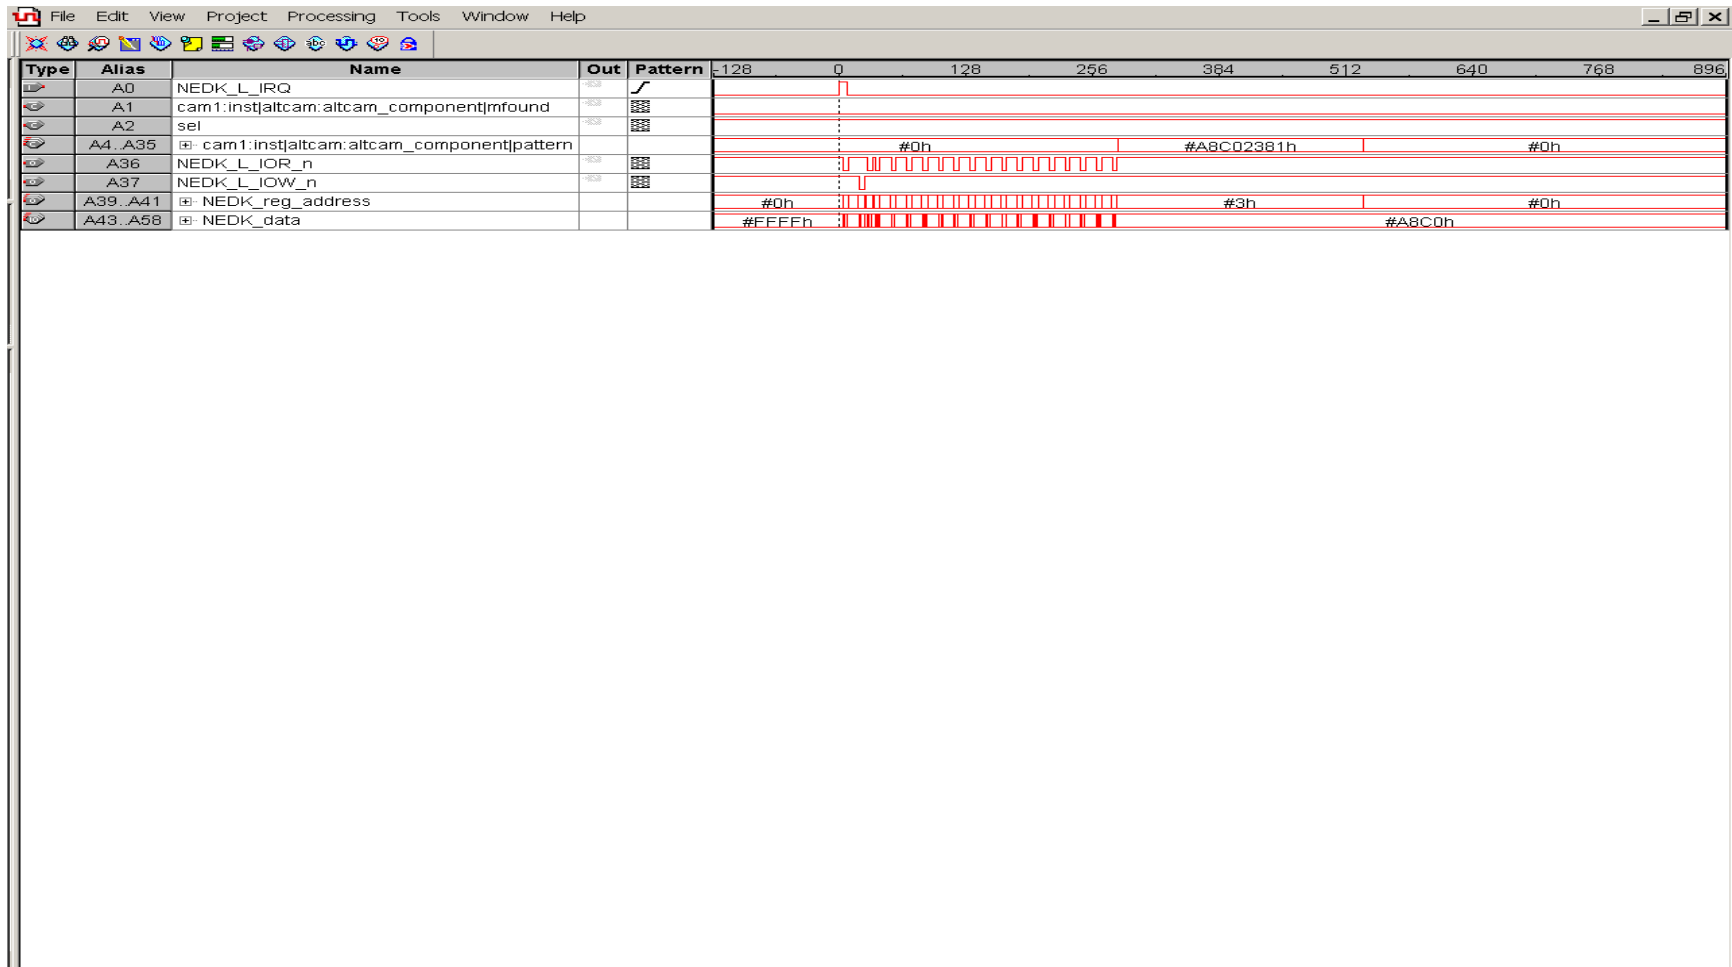 File Edit View Project Processing Tools Window Help
Type Alias Name Out Pattern -128 0 128 256 384 512 640 768 896
A0 NEDK_L_IRQ
A1 cam1:inst|altcam:altcam_component|mfound
A2 sel
A4..A35 cam1:inst|altcam:altcam_component|pattern #0h #A8C02381h #0h
A36 NEDK_L_IOR_n
A37 NEDK_L_IOW_n
A39..A41 NEDK_reg_address #0h #3h #0h
A43..A58 NEDK_data #FFFFh #A8C0h